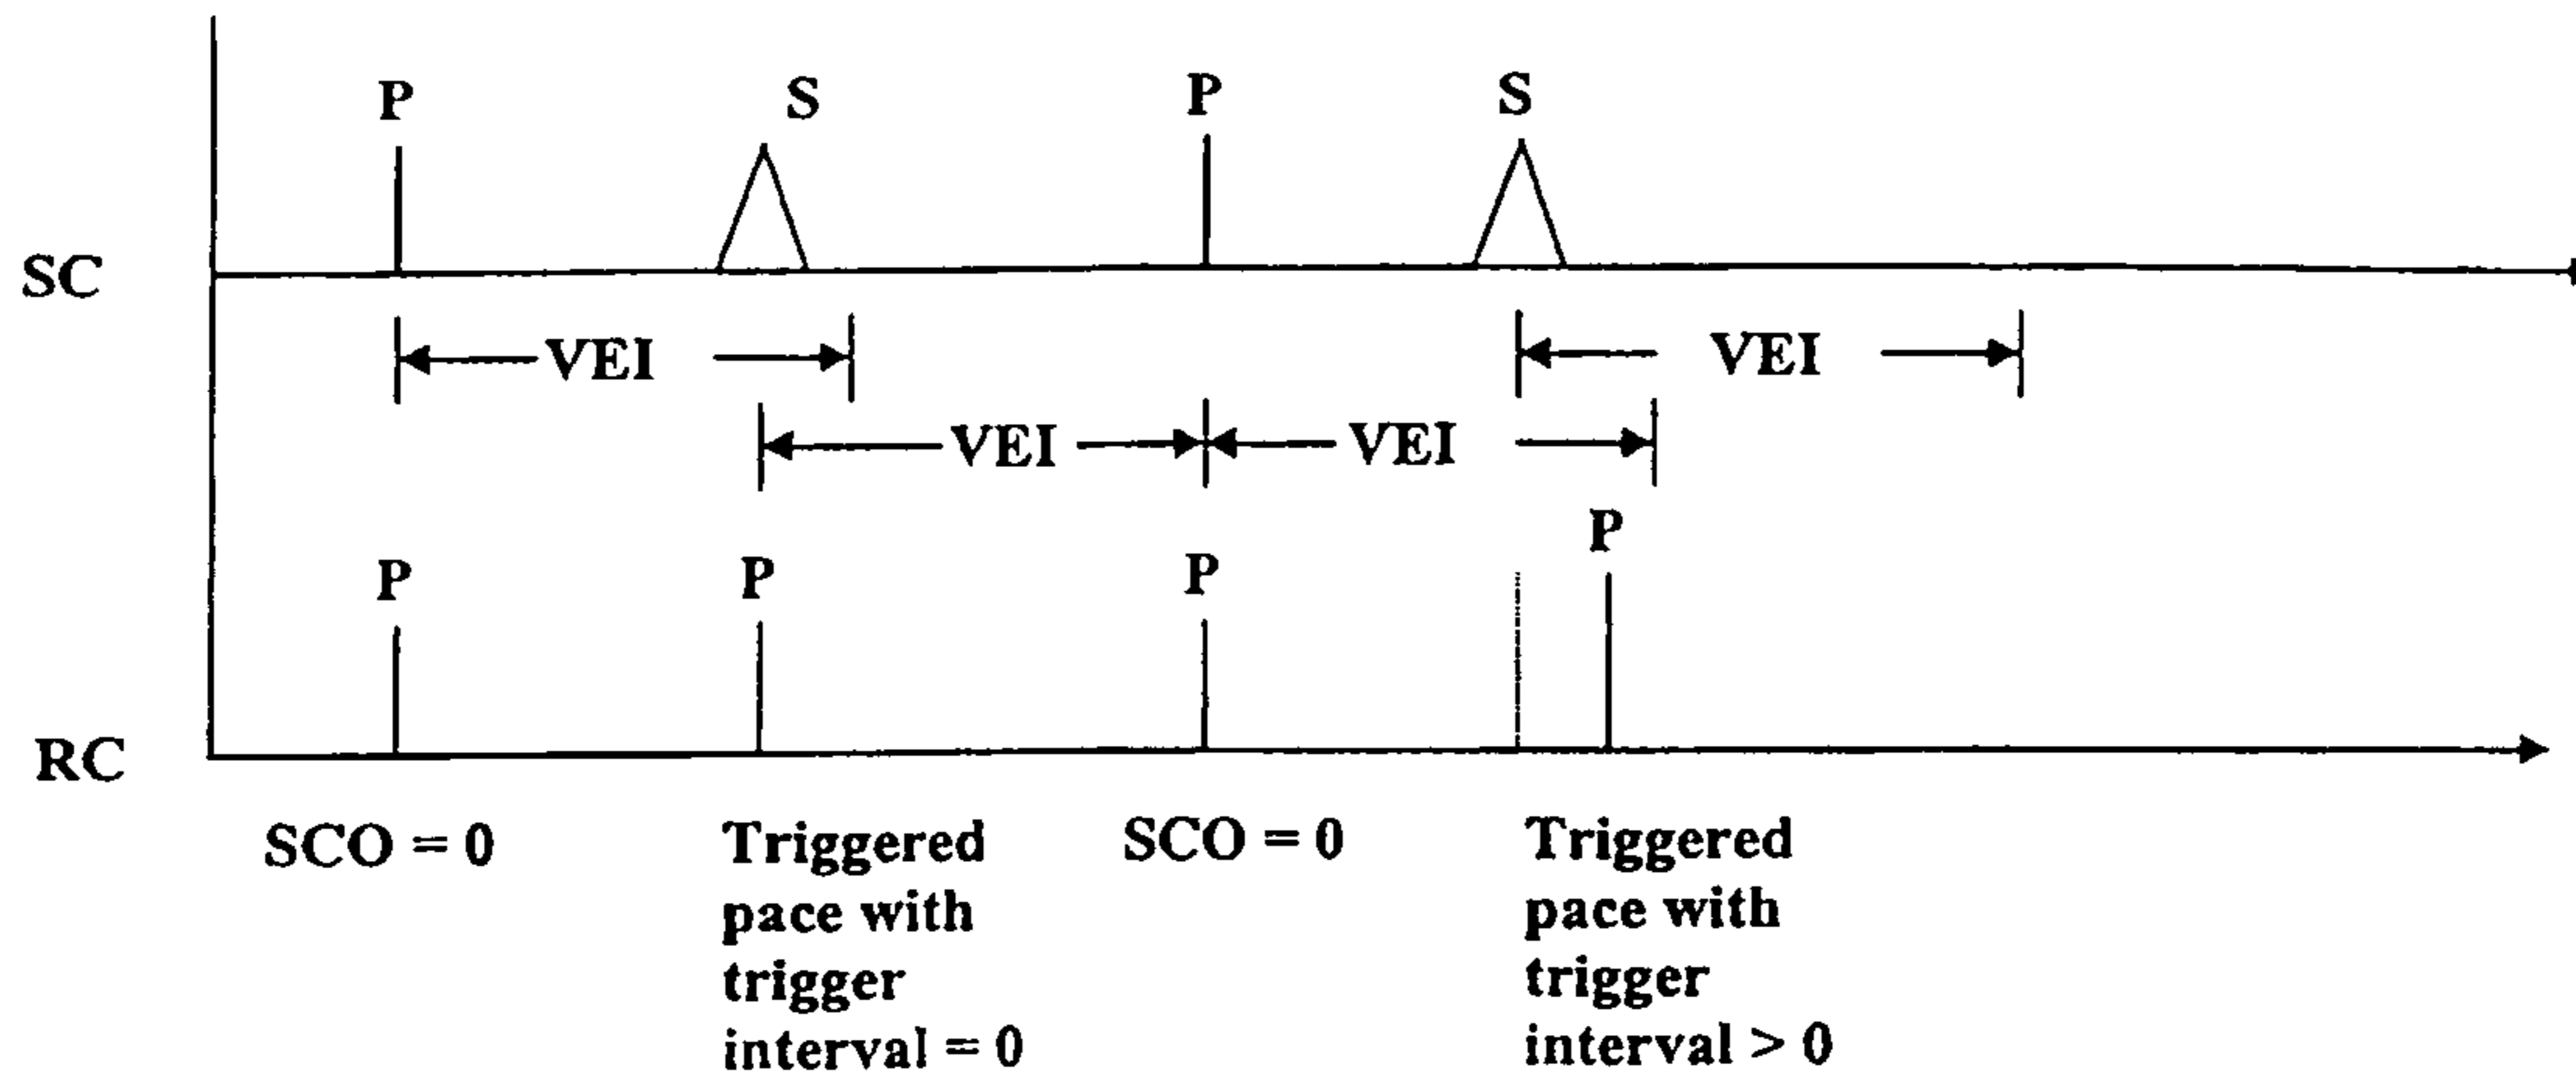 P S P S
SC
VEI VEI
VEI VEI
P
P P P
RC
SCO = 0
Triggered
pace with
trigger
interval = 0
SCO = 0
Triggered
pace with
trigger
interval > 0